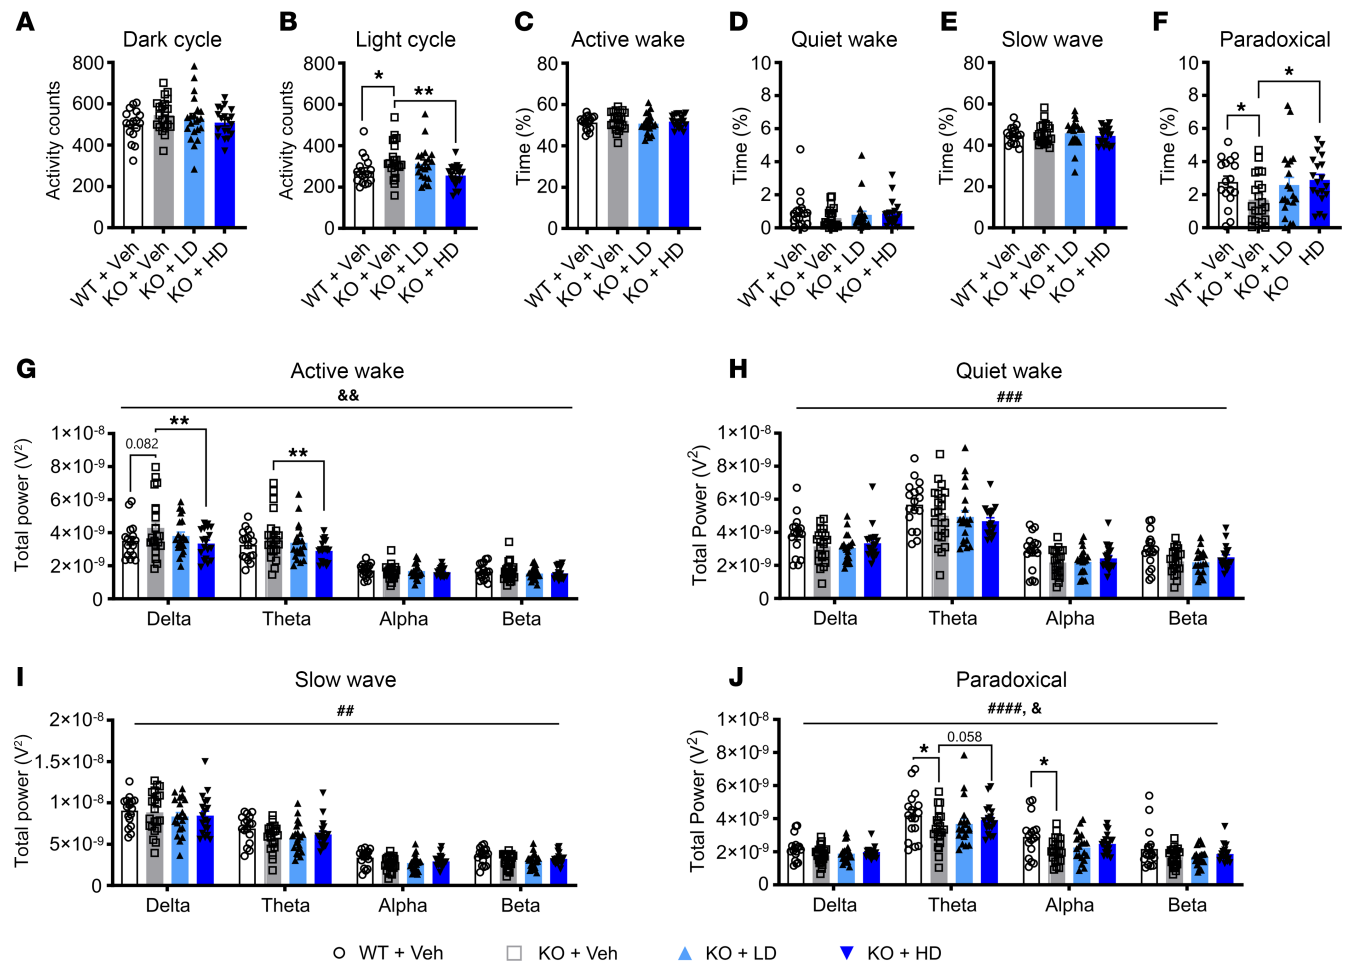 A
Dark cycle
Activity counts
800
600
400
200
0
WT + Veh
KO + Veh
KO + LD
KO + HD
B
Light cycle
Activity counts
800
600
400
200
0
*
**
WT + Veh
KO + Veh
KO + LD
KO + HD
C
Active wake
Time (%)
80
60
40
20
0
WT + Veh
KO + Veh
KO + LD
KO + HD
D
Quiet wake
Time (%)
10
8
6
4
2
0
WT + Veh
KO + Veh
KO + LD
KO + HD
E
Slow wave
Time (%)
80
60
40
20
0
WT + Veh
KO + Veh
KO + LD
KO + HD
F
Paradoxical
Time (%)
10
8
6
4
2
0
*
*
WT + Veh
KO + Veh
KO + LD
KO HD
G
Active wake
&&
Total power (V²)
1×10⁻⁸
8×10⁻⁹
6×10⁻⁹
4×10⁻⁹
2×10⁻⁹
0
0.082
**
**
Delta
Theta
Alpha
Beta
H
Quiet wake
###
Total Power (V²)
1×10⁻⁸
8×10⁻⁹
6×10⁻⁹
4×10⁻⁹
2×10⁻⁹
0
Delta
Theta
Alpha
Beta
I
Slow wave
##
Total power (V²)
2×10⁻⁸
1.5×10⁻⁸
1×10⁻⁸
5×10⁻⁹
0
Delta
Theta
Alpha
Beta
J
Paradoxical
####, &
Total Power (V²)
1×10⁻⁸
8×10⁻⁹
6×10⁻⁹
4×10⁻⁹
2×10⁻⁹
0
*
0.058
*
Delta
Theta
Alpha
Beta
WT + Veh
KO + Veh
KO + LD
KO + HD